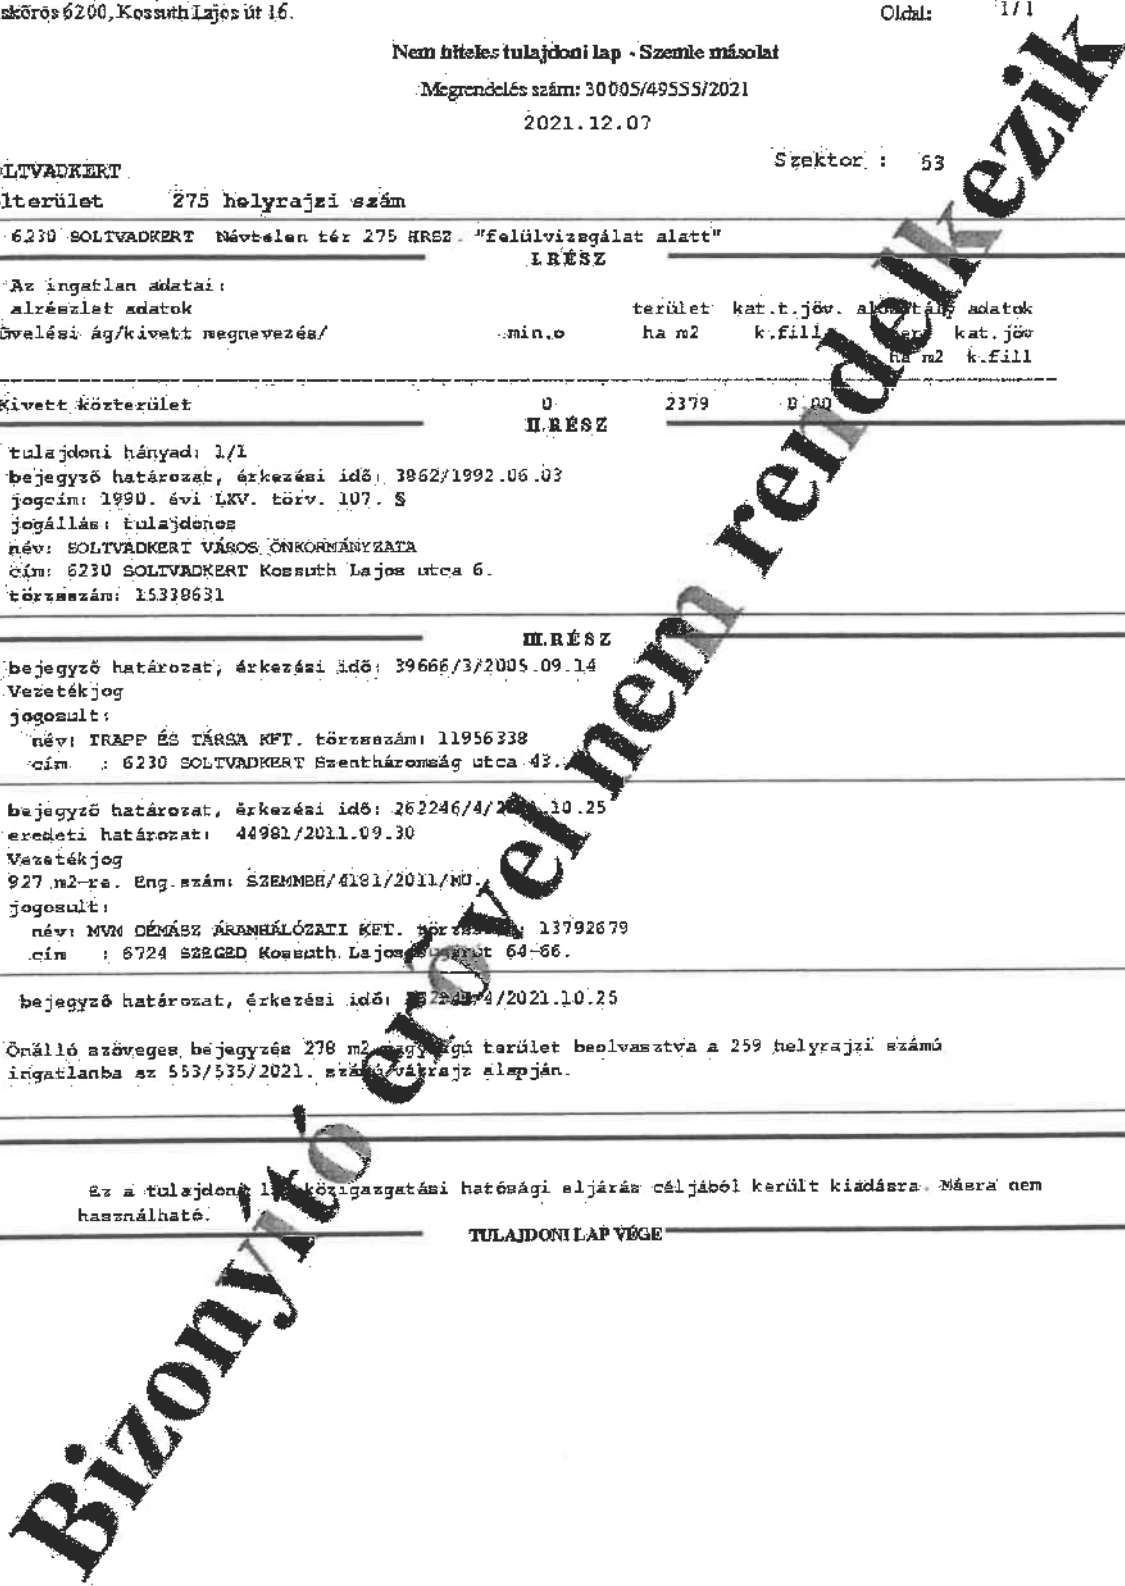 skőrös 6200, Kossuth Lajos út 16.
Oldal: 1/1
Nem hiteles tulajdoni lap - Szemle másolat
Megrendelés szám: 30005/49555/2021
2021.12.07
Szektor : 53
LTVADKERT
lterület 275 helyrajzi szám
6230 SOLTVADKERT Névtelen tér 275 HRSZ. "felülvizsgálat alatt"
I.RÉSZ
Az ingatlan adatai:
alrészlet adatok terület kat.t.jöv. adatok
űvelési ág/kivett megnevezés/ min.o ha m2 k.fill kat.jöv
ha m2 k.fill
Kivett közterület 0 2379 0.00
II.RÉSZ
tulajdoni hányad: 1/1
bejegyző határozat, érkezési idő: 3862/1992.06.03
jogcím: 1990. évi LXV. törv. 107. §
jogállás: tulajdonos
név: SOLTVADKERT VÁROS ÖNKORMÁNYZATA
cím: 6230 SOLTVADKERT Kossuth Lajos utca 6.
törzsszám: 15338631
III.RÉSZ
bejegyző határozat, érkezési idő: 39666/3/2005.09.14
Vezetékjog
jogosult:
név: TRAPP ÉS TÁRSA KFT. törzsszám: 11956338
cím : 6230 SOLTVADKERT Szentháromság utca 43.
bejegyző határozat, érkezési idő: 262246/4/ .10.25
eredeti határozat: 44981/2011.09.30
Vezetékjog
927 m2-re. Eng.szám: SZEMMBH/4181/2011/MU.
jogosult:
név: MVM DÉMÁSZ ÁRAMHÁLÓZATI KFT. 13792679
cím : 6724 SZEGED Kossuth Lajos sugárút 64-66.
bejegyző határozat, érkezési idő: /4/2021.10.25
Önálló szöveges bejegyzés 278 m2 nagyságú terület beolvasztva a 259 helyrajzi számú
ingatlanba az 553/535/2021. számú vázrajz alapján.
Ez a tulajdoni lap közigazgatási hatósági eljárás céljából került kiadásra. Másra nem
használható.
TULAJDONI LAP VÉGE
Bizonyító erővel nem rendelkezik